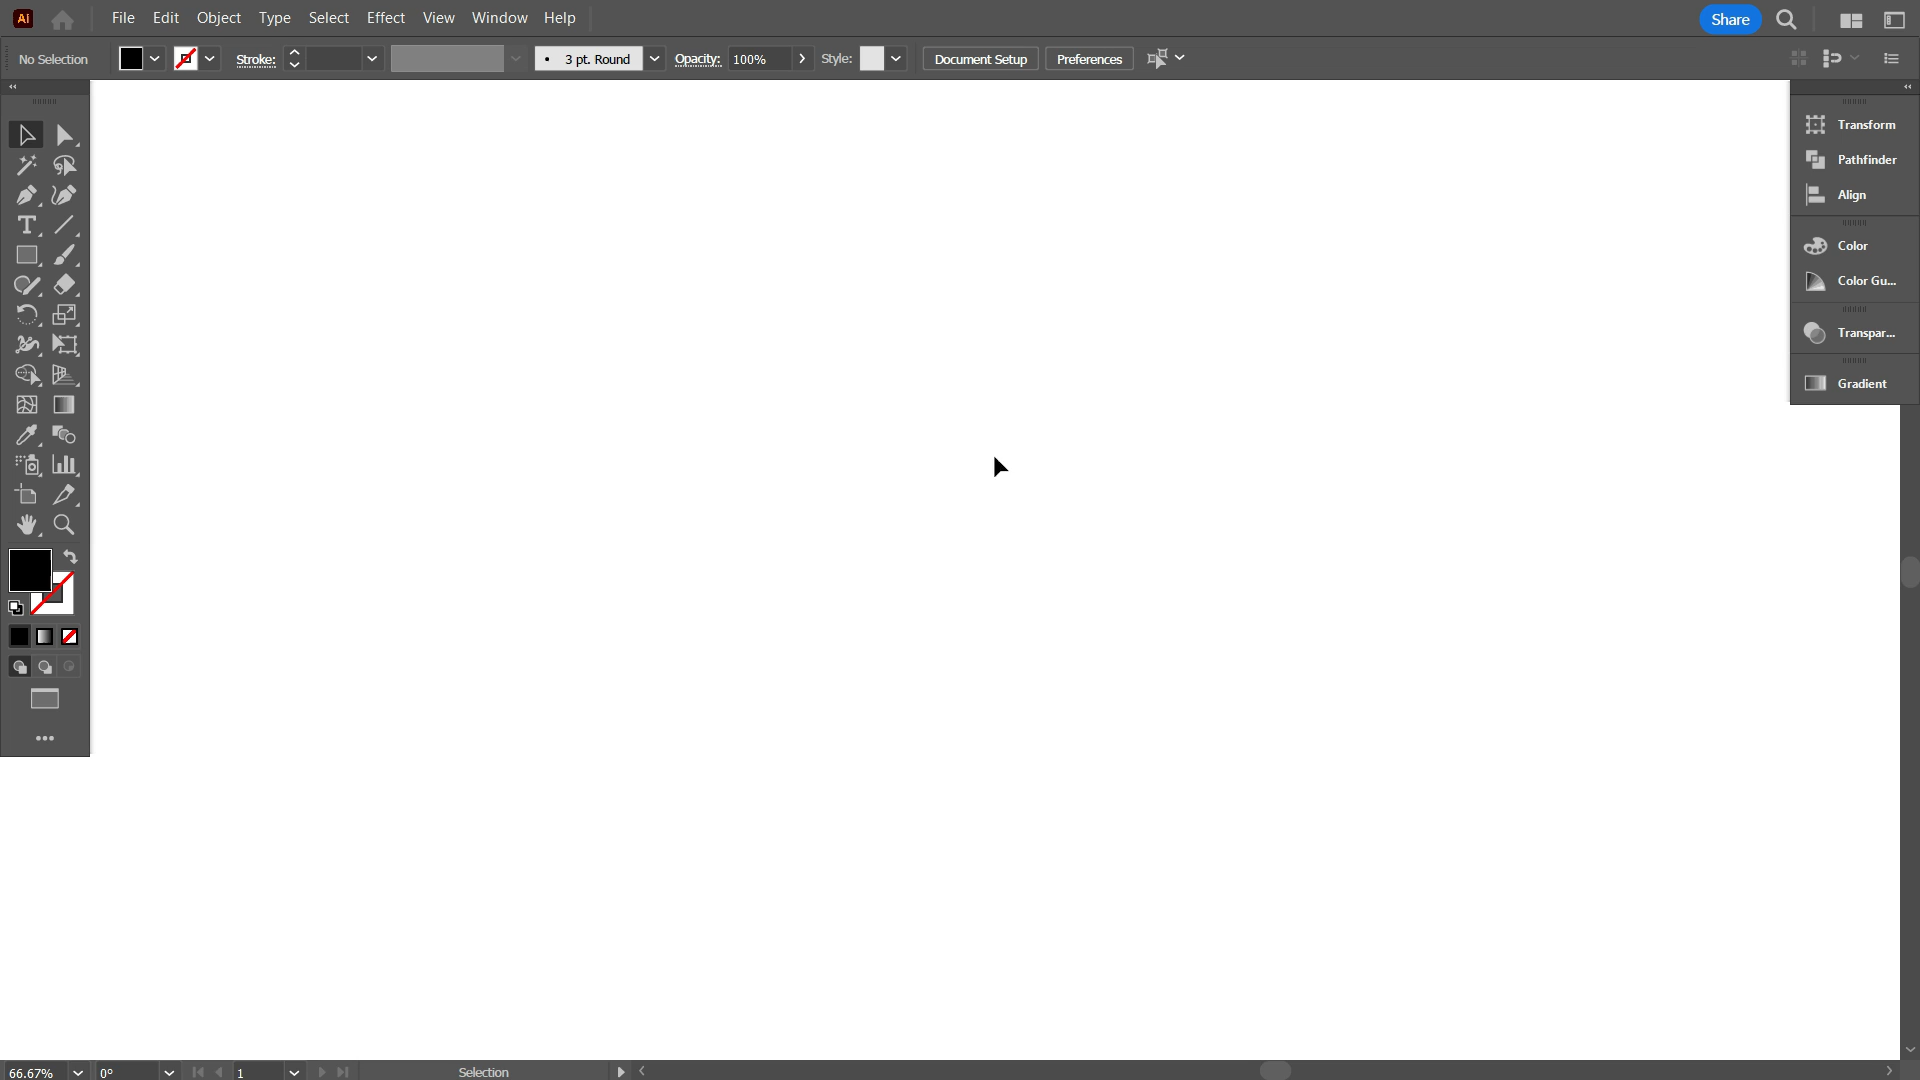 Ai File Edit Object Type Select Effect View Window Help Share
No Selection Stroke: 3 pt. Round Opacity: 100% Style: Document Setup Preferences
Transform
Pathfinder
Align
Color
Color Gu...
Transpar...
Gradient
66.67% 0° 1 Selection